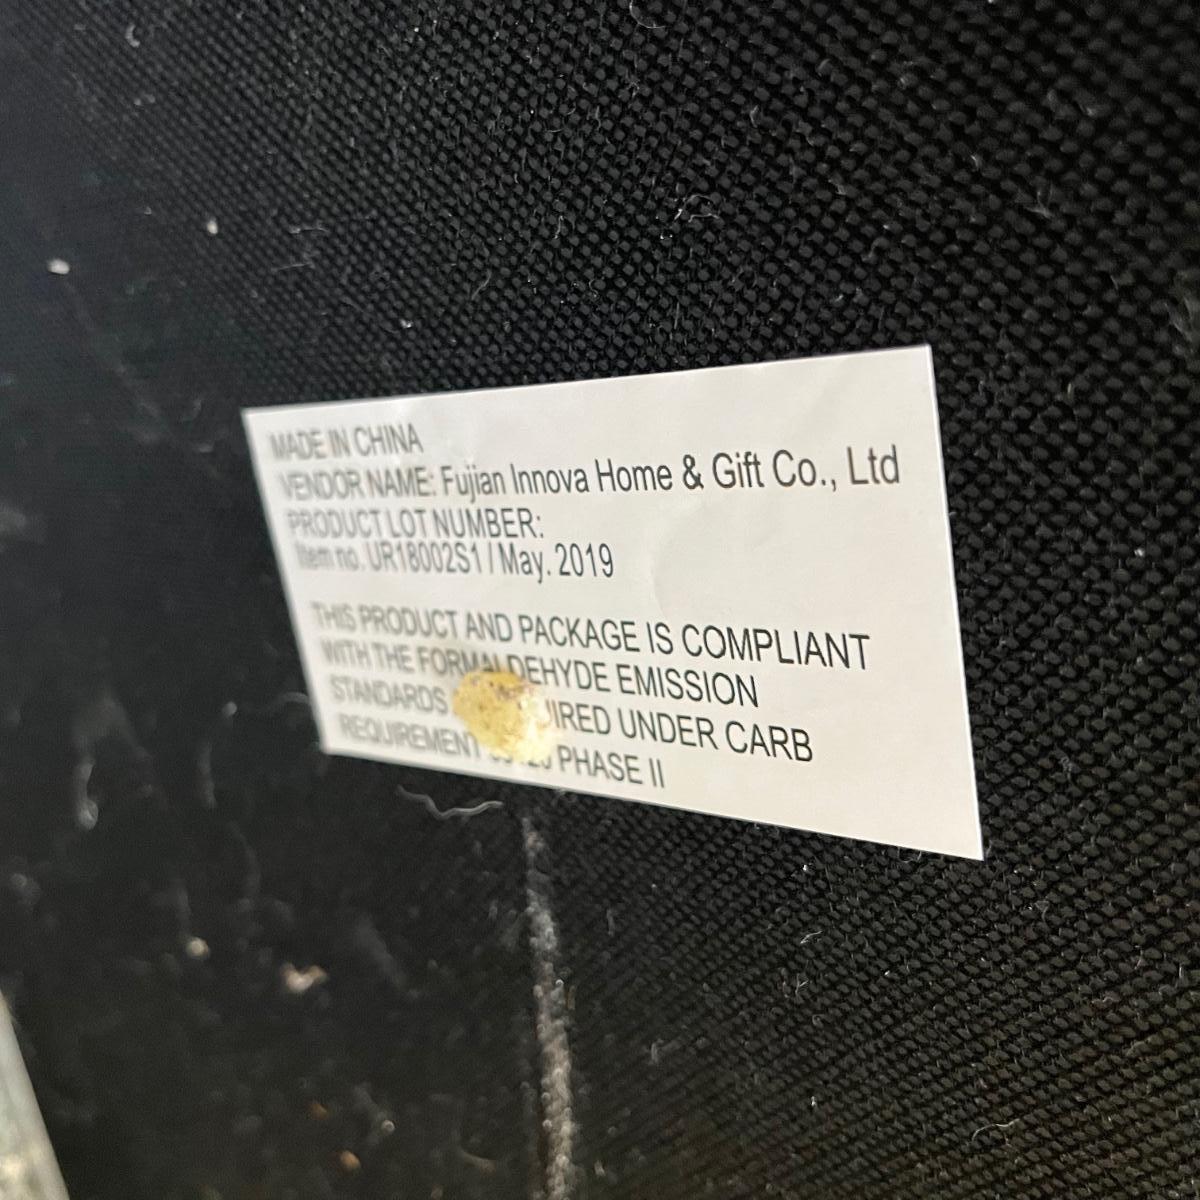 MADE IN CHINA
VENDOR NAME: Fujian Innova Home & Gift Co., Ltd
PRODUCT LOT NUMBER:
Item no. UR18002S1 / May. 2019
THIS PRODUCT AND PACKAGE IS COMPLIANT
WITH THE FORMALDEHYDE EMISSION
STANDARDS UNDER CARB
REQUIREMENT PHASE II